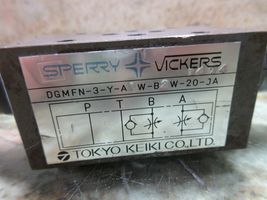 SPERRY VICKERS
DGMFN-3-Y-A W-B W-20-JA
P T B A
TOKYO KEIKI CO., LTD.